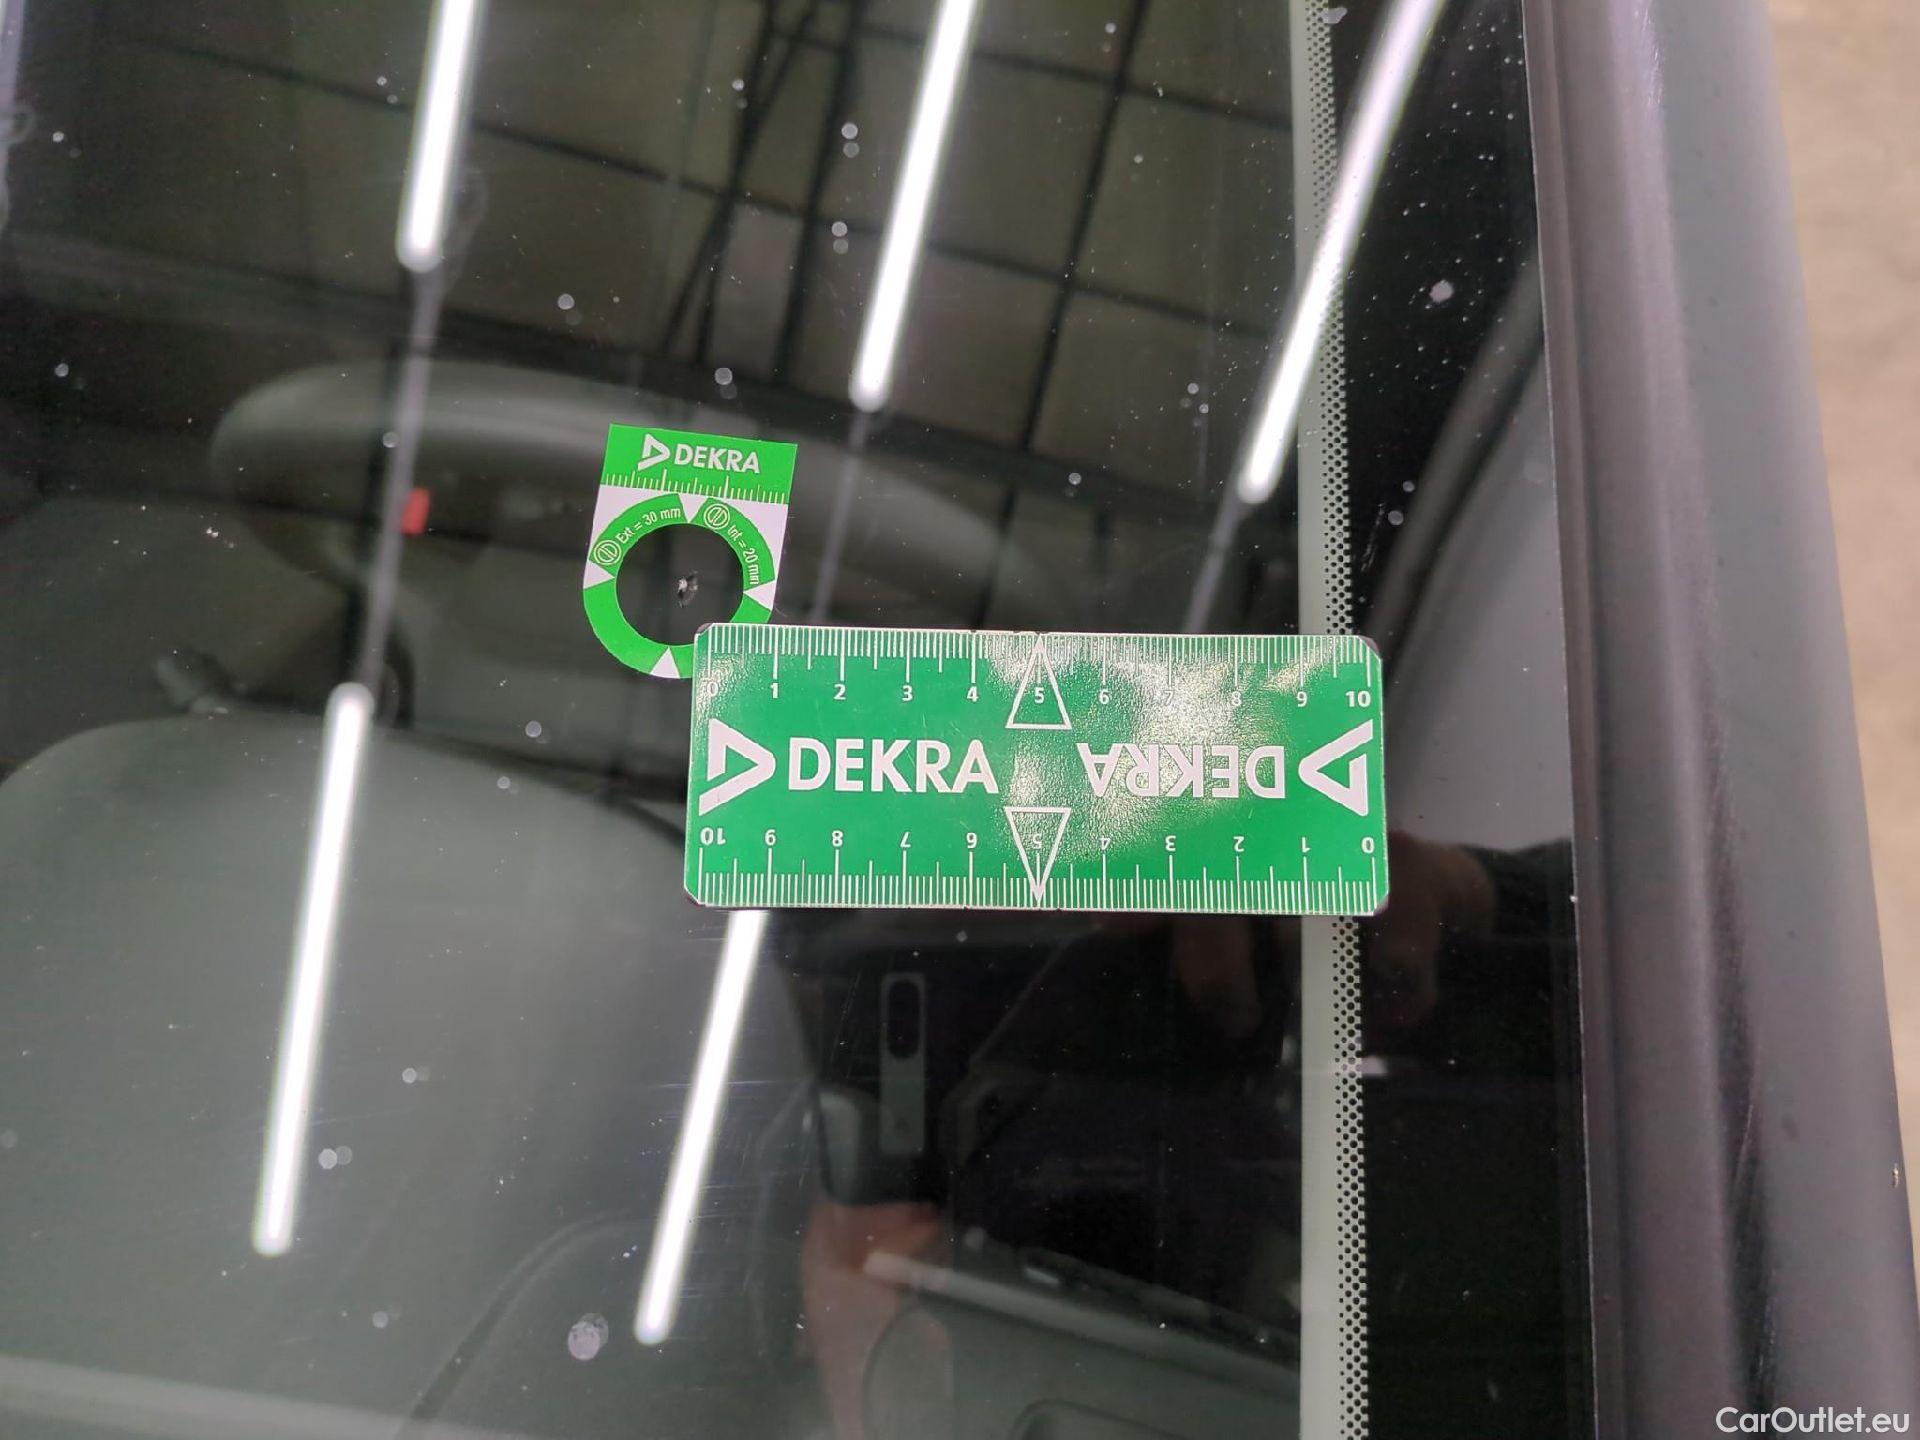 DEKRA
Ext = 30 mm
Int = 20 mm
0 1 2 3 4 5 6 7 8 9 10
DEKRA DEKRA
10 9 8 7 6 5 4 3 2 1 0
CarOutlet.eu